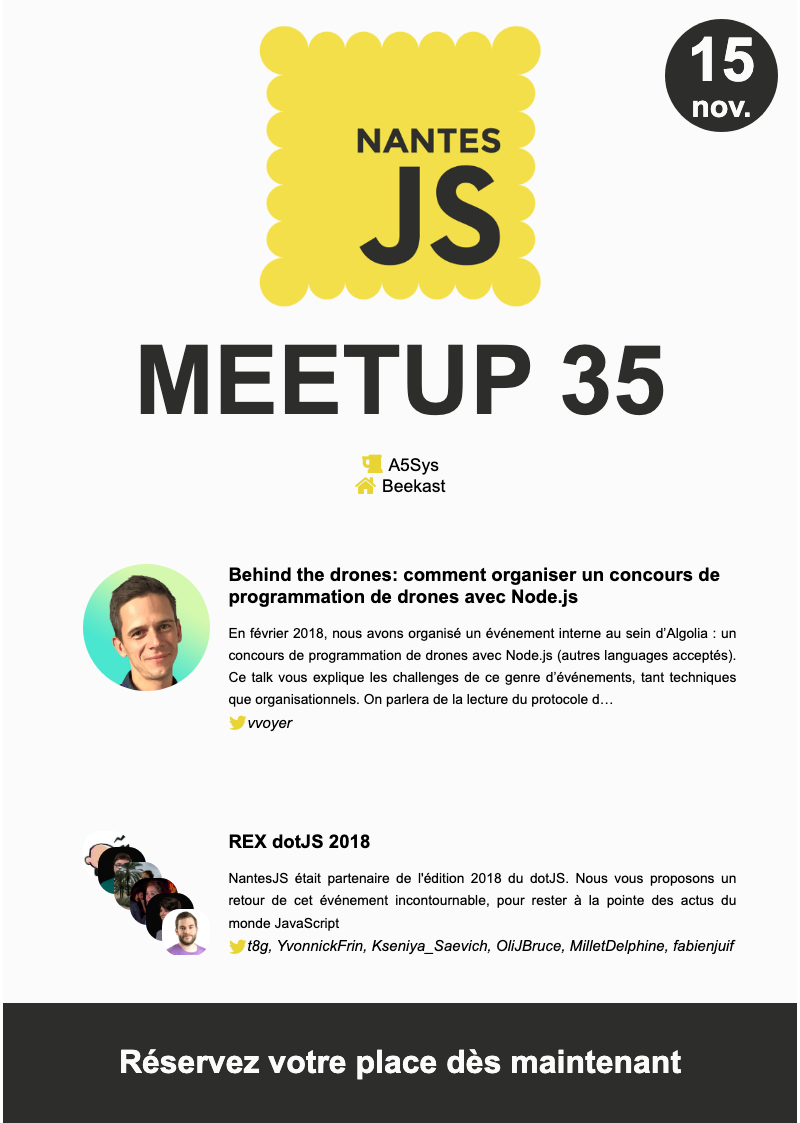 15
nov.
NANTES
JS
MEETUP 35
A5Sys
Beekast
Behind the drones: comment organiser un concours de
programmation de drones avec Node.js
En février 2018, nous avons organisé un événement interne au sein d'Algolia : un
concours de programmation de drones avec Node.js (autres languages acceptés).
Ce talk vous explique les challenges de ce genre d'événements, tant techniques
que organisationnels. On parlera de la lecture du protocole d…
vvoyer
REX dotJS 2018
NantesJS était partenaire de l'édition 2018 du dotJS. Nous vous proposons un
retour de cet événement incontournable, pour rester à la pointe des actus du
monde JavaScript
t8g, YvonnickFrin, Kseniya_Saevich, OliJBruce, MilletDelphine, fabienjuif
Réservez votre place dès maintenant